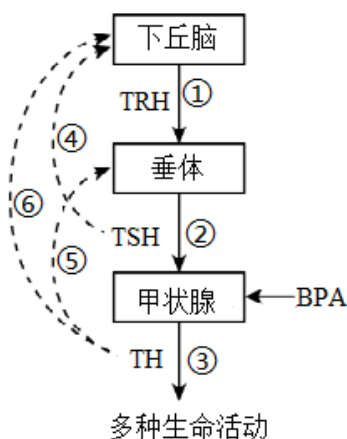 下丘脑
TRH ①
④
垂体
⑥
TSH ②
⑤
甲状腺 BPA
TH ③
多种生命活动